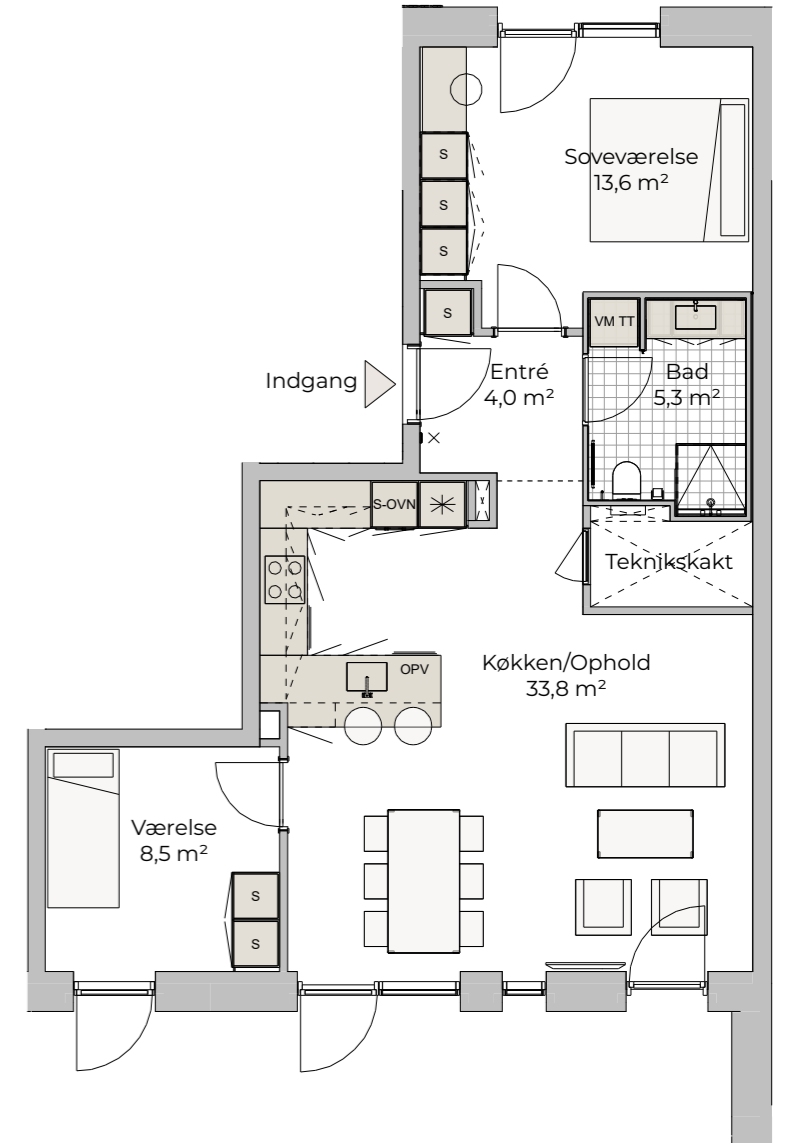 S
Soveværelse
13,6 m²
S
S
S
VM TT
Indgang
Entré
4,0 m²
Bad
5,3 m²
S-OVN
Teknikskakt
Køkken/Ophold
33,8 m²
OPV
Værelse
8,5 m²
S
S